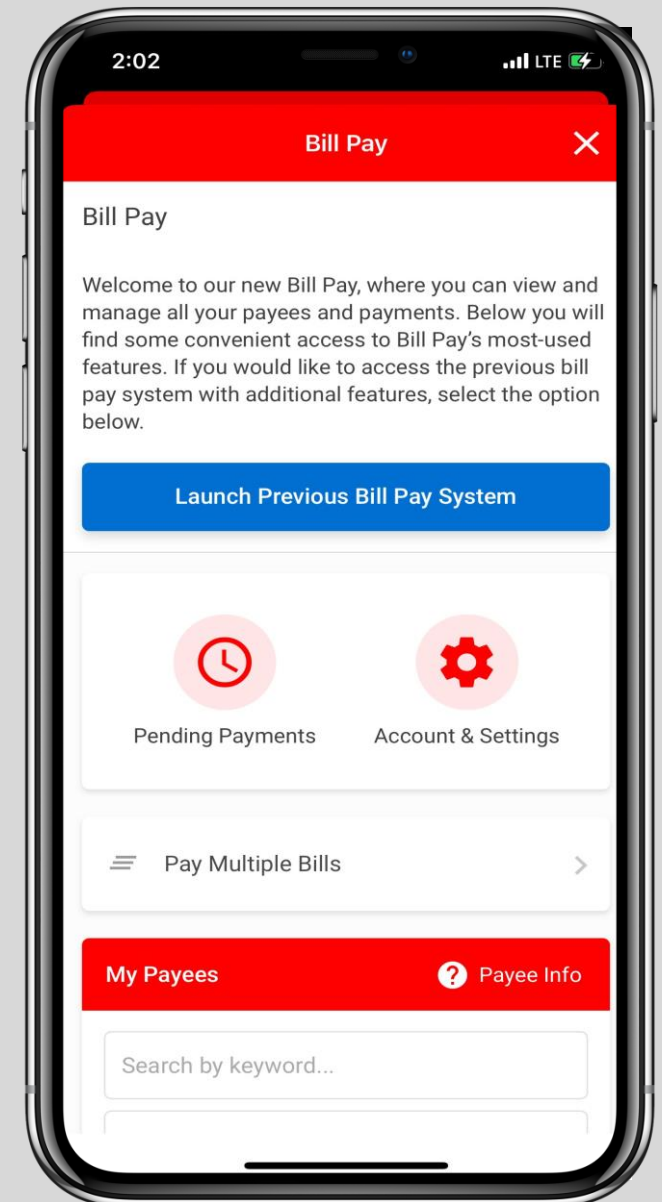 2:02
LTE
Bill Pay
Bill Pay
Welcome to our new Bill Pay, where you can view and
manage all your payees and payments. Below you will
find some convenient access to Bill Pay’s most-used
features. If you would like to access the previous bill
pay system with additional features, select the option
below.
Launch Previous Bill Pay System
Pending Payments
Account & Settings
Pay Multiple Bills
My Payees
? Payee Info
Search by keyword...